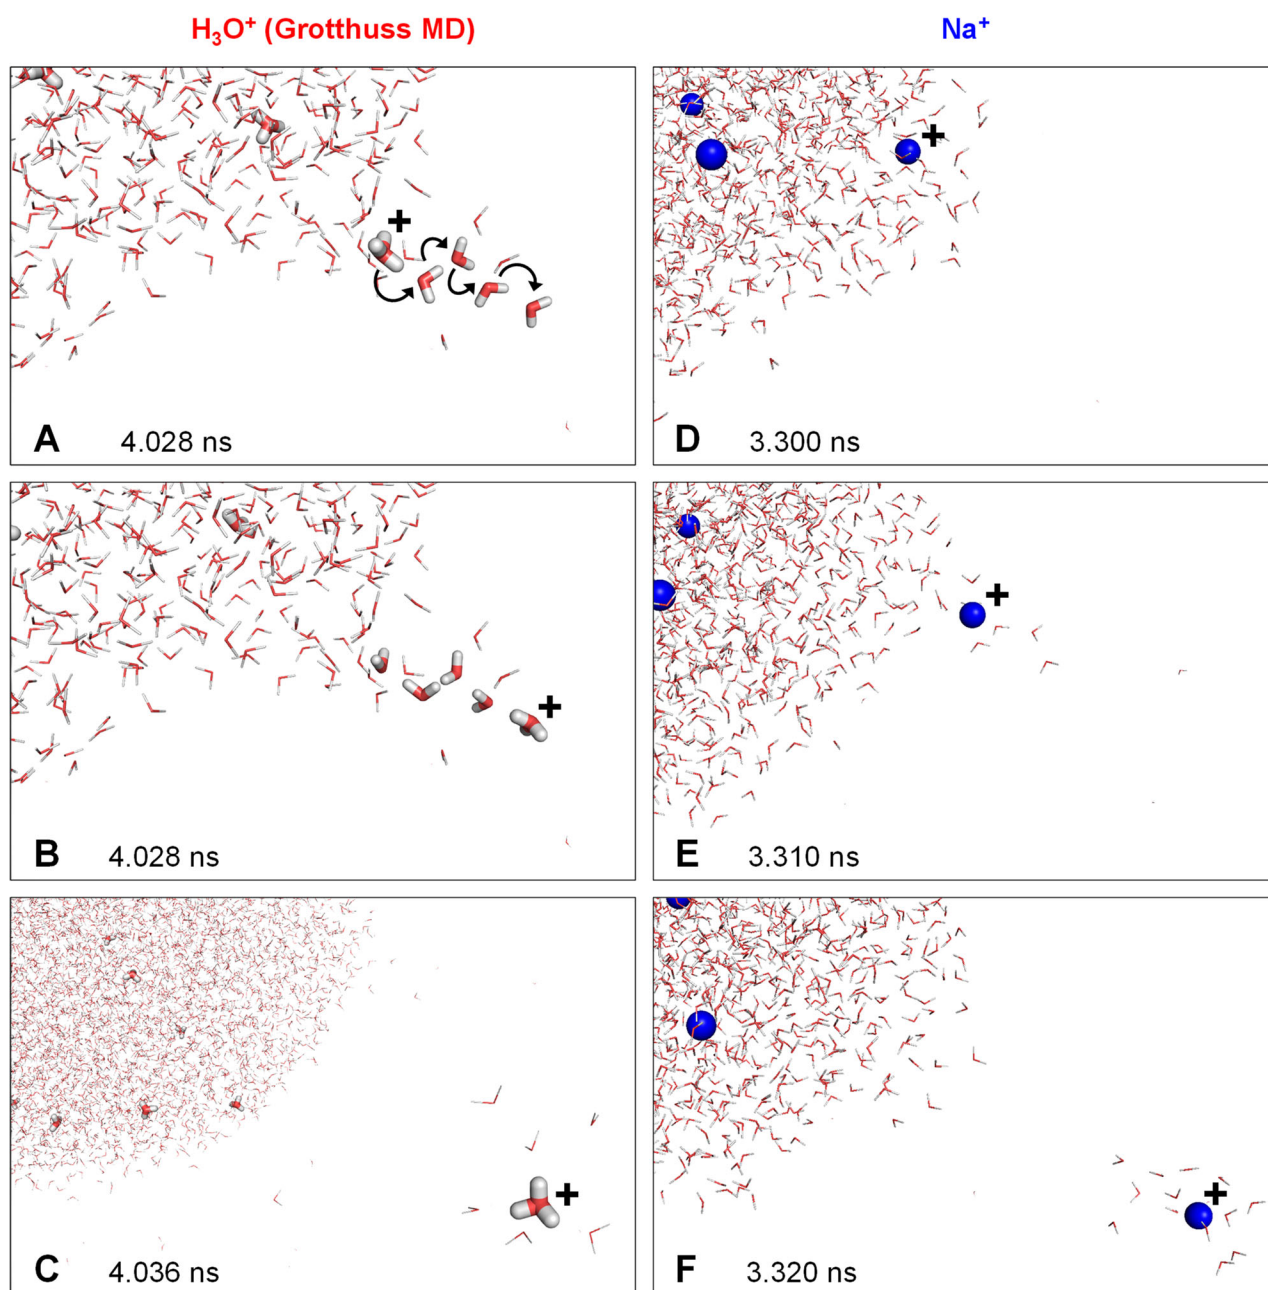 H₃O⁺ (Grotthuss MD)
Na⁺
+
A 4.028 ns
+
D 3.300 ns
+
B 4.028 ns
+
E 3.310 ns
+
C 4.036 ns
+
F 3.320 ns